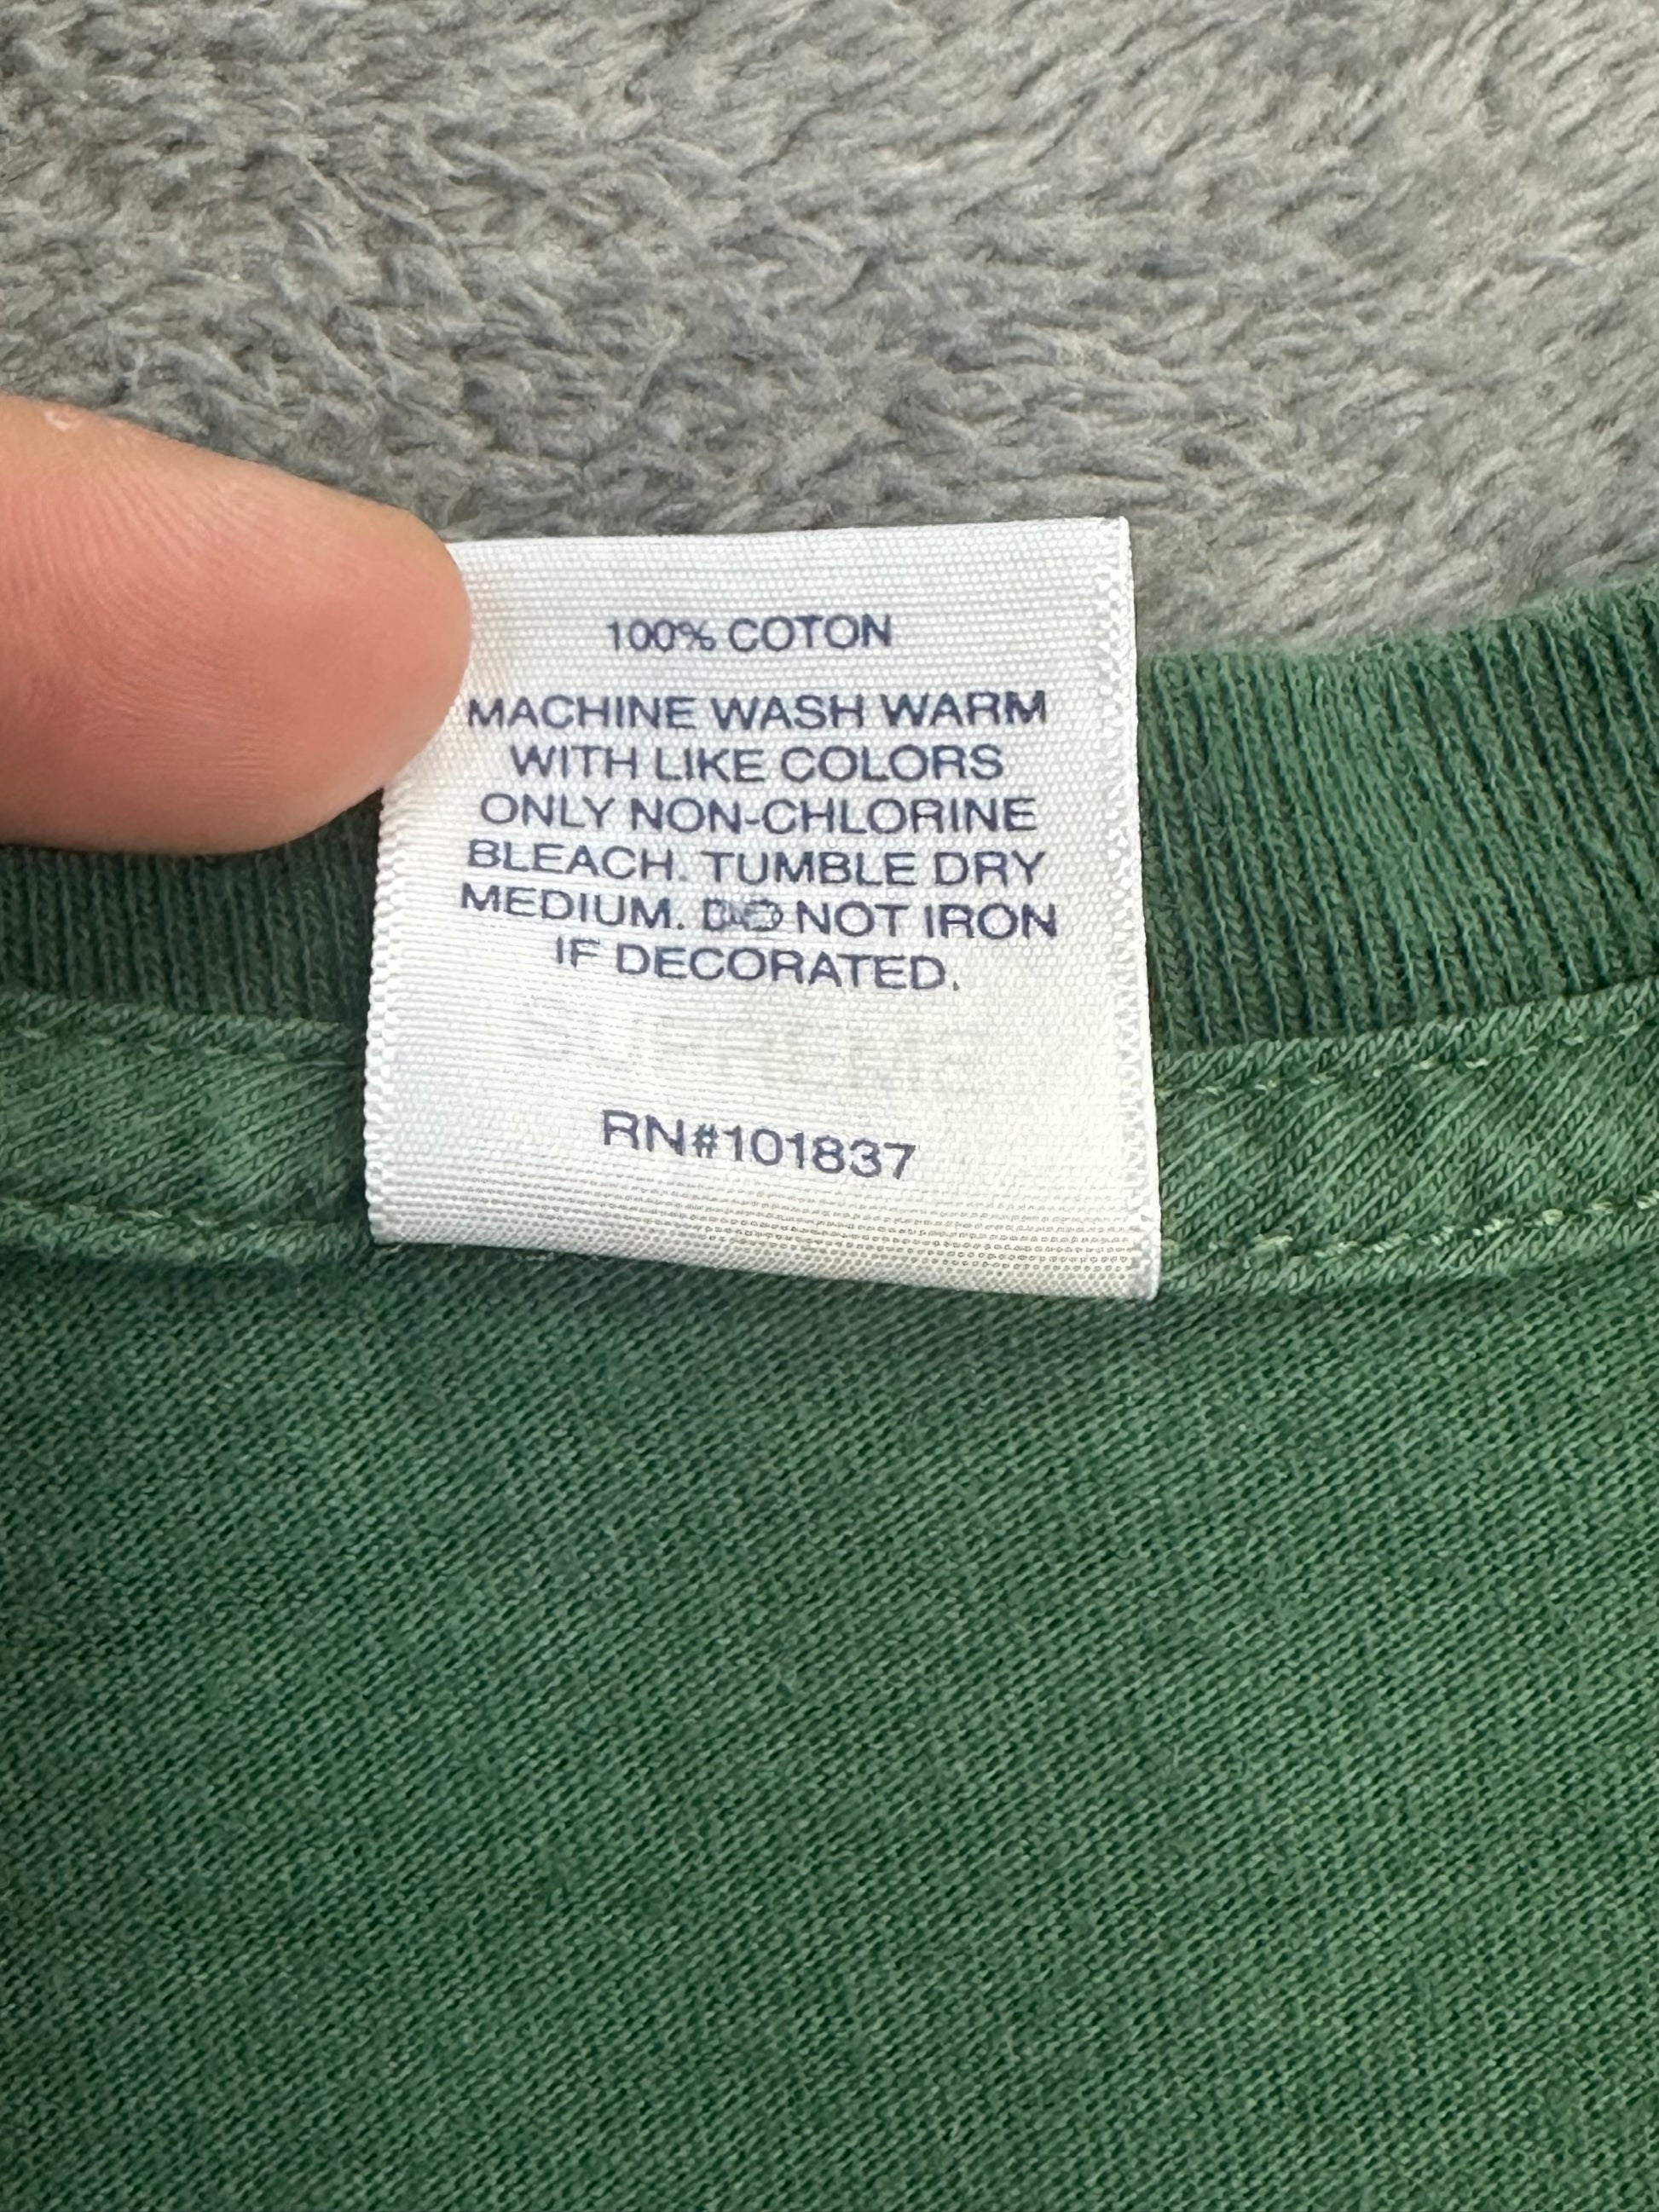 100% COTON
MACHINE WASH WARM
WITH LIKE COLORS
ONLY NON-CHLORINE
BLEACH. TUMBLE DRY
MEDIUM. DO NOT IRON
IF DECORATED.
RN#101837